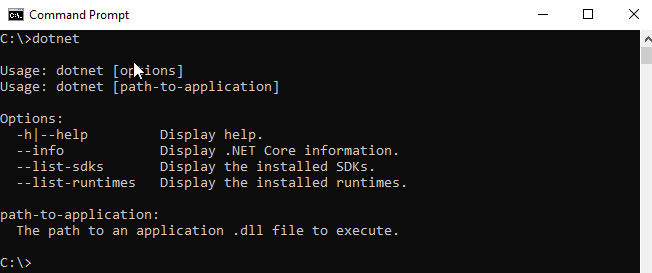 Command Prompt
C:\>dotnet
Usage: dotnet [options]
Usage: dotnet [path-to-application]
Options:
  -h|--help         Display help.
  --info            Display .NET Core information.
  --list-sdks       Display the installed SDKs.
  --list-runtimes   Display the installed runtimes.
path-to-application:
  The path to an application .dll file to execute.
C:\>